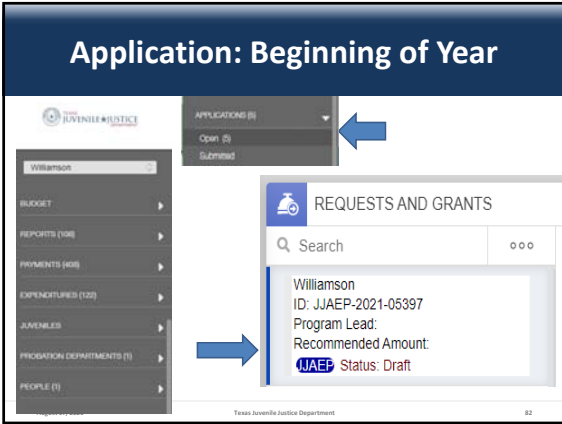 Application: Beginning of Year
TEXAS
JUVENILE★JUSTICE
DEPARTMENT
APPLICATIONS (5)
Open (5)
Submitted
Williamson
BUDGET
REPORTS (108)
PAYMENTS (408)
EXPENDITURES (122)
JUVENILES
PROBATION DEPARTMENTS (1)
PEOPLE (1)
REQUESTS AND GRANTS
Search
Williamson
ID: JJAEP-2021-05397
Program Lead:
Recommended Amount:
JJAEP Status: Draft
Texas Juvenile Justice Department
82